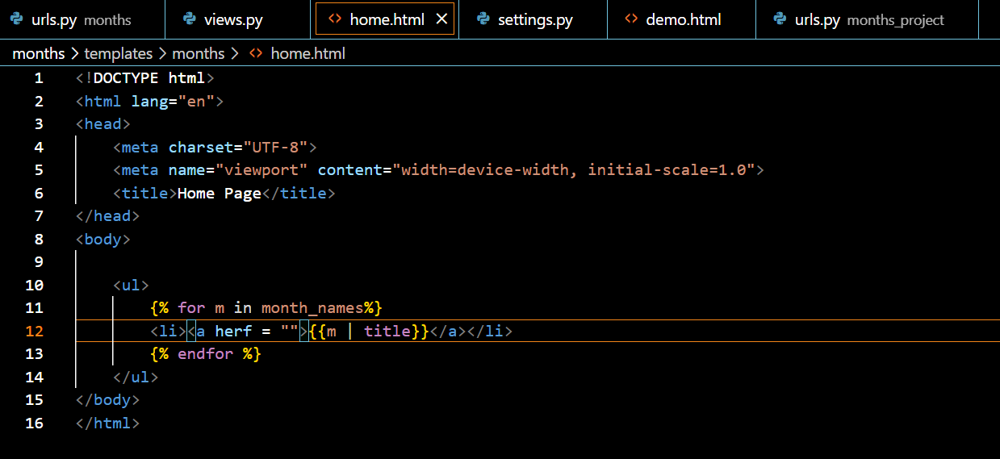 urls.py months views.py home.html settings.py demo.html urls.py months_project
months > templates > months > home.html
1 <!DOCTYPE html>
2 <html lang="en">
3 <head>
4 <meta charset="UTF-8">
5 <meta name="viewport" content="width=device-width, initial-scale=1.0">
6 <title>Home Page</title>
7 </head>
8 <body>
9
10 <ul>
11 {% for m in month_names%}
12 <li><a herf = "">{{m | title}}</a></li>
13 {% endfor %}
14 </ul>
15 </body>
16 </html>